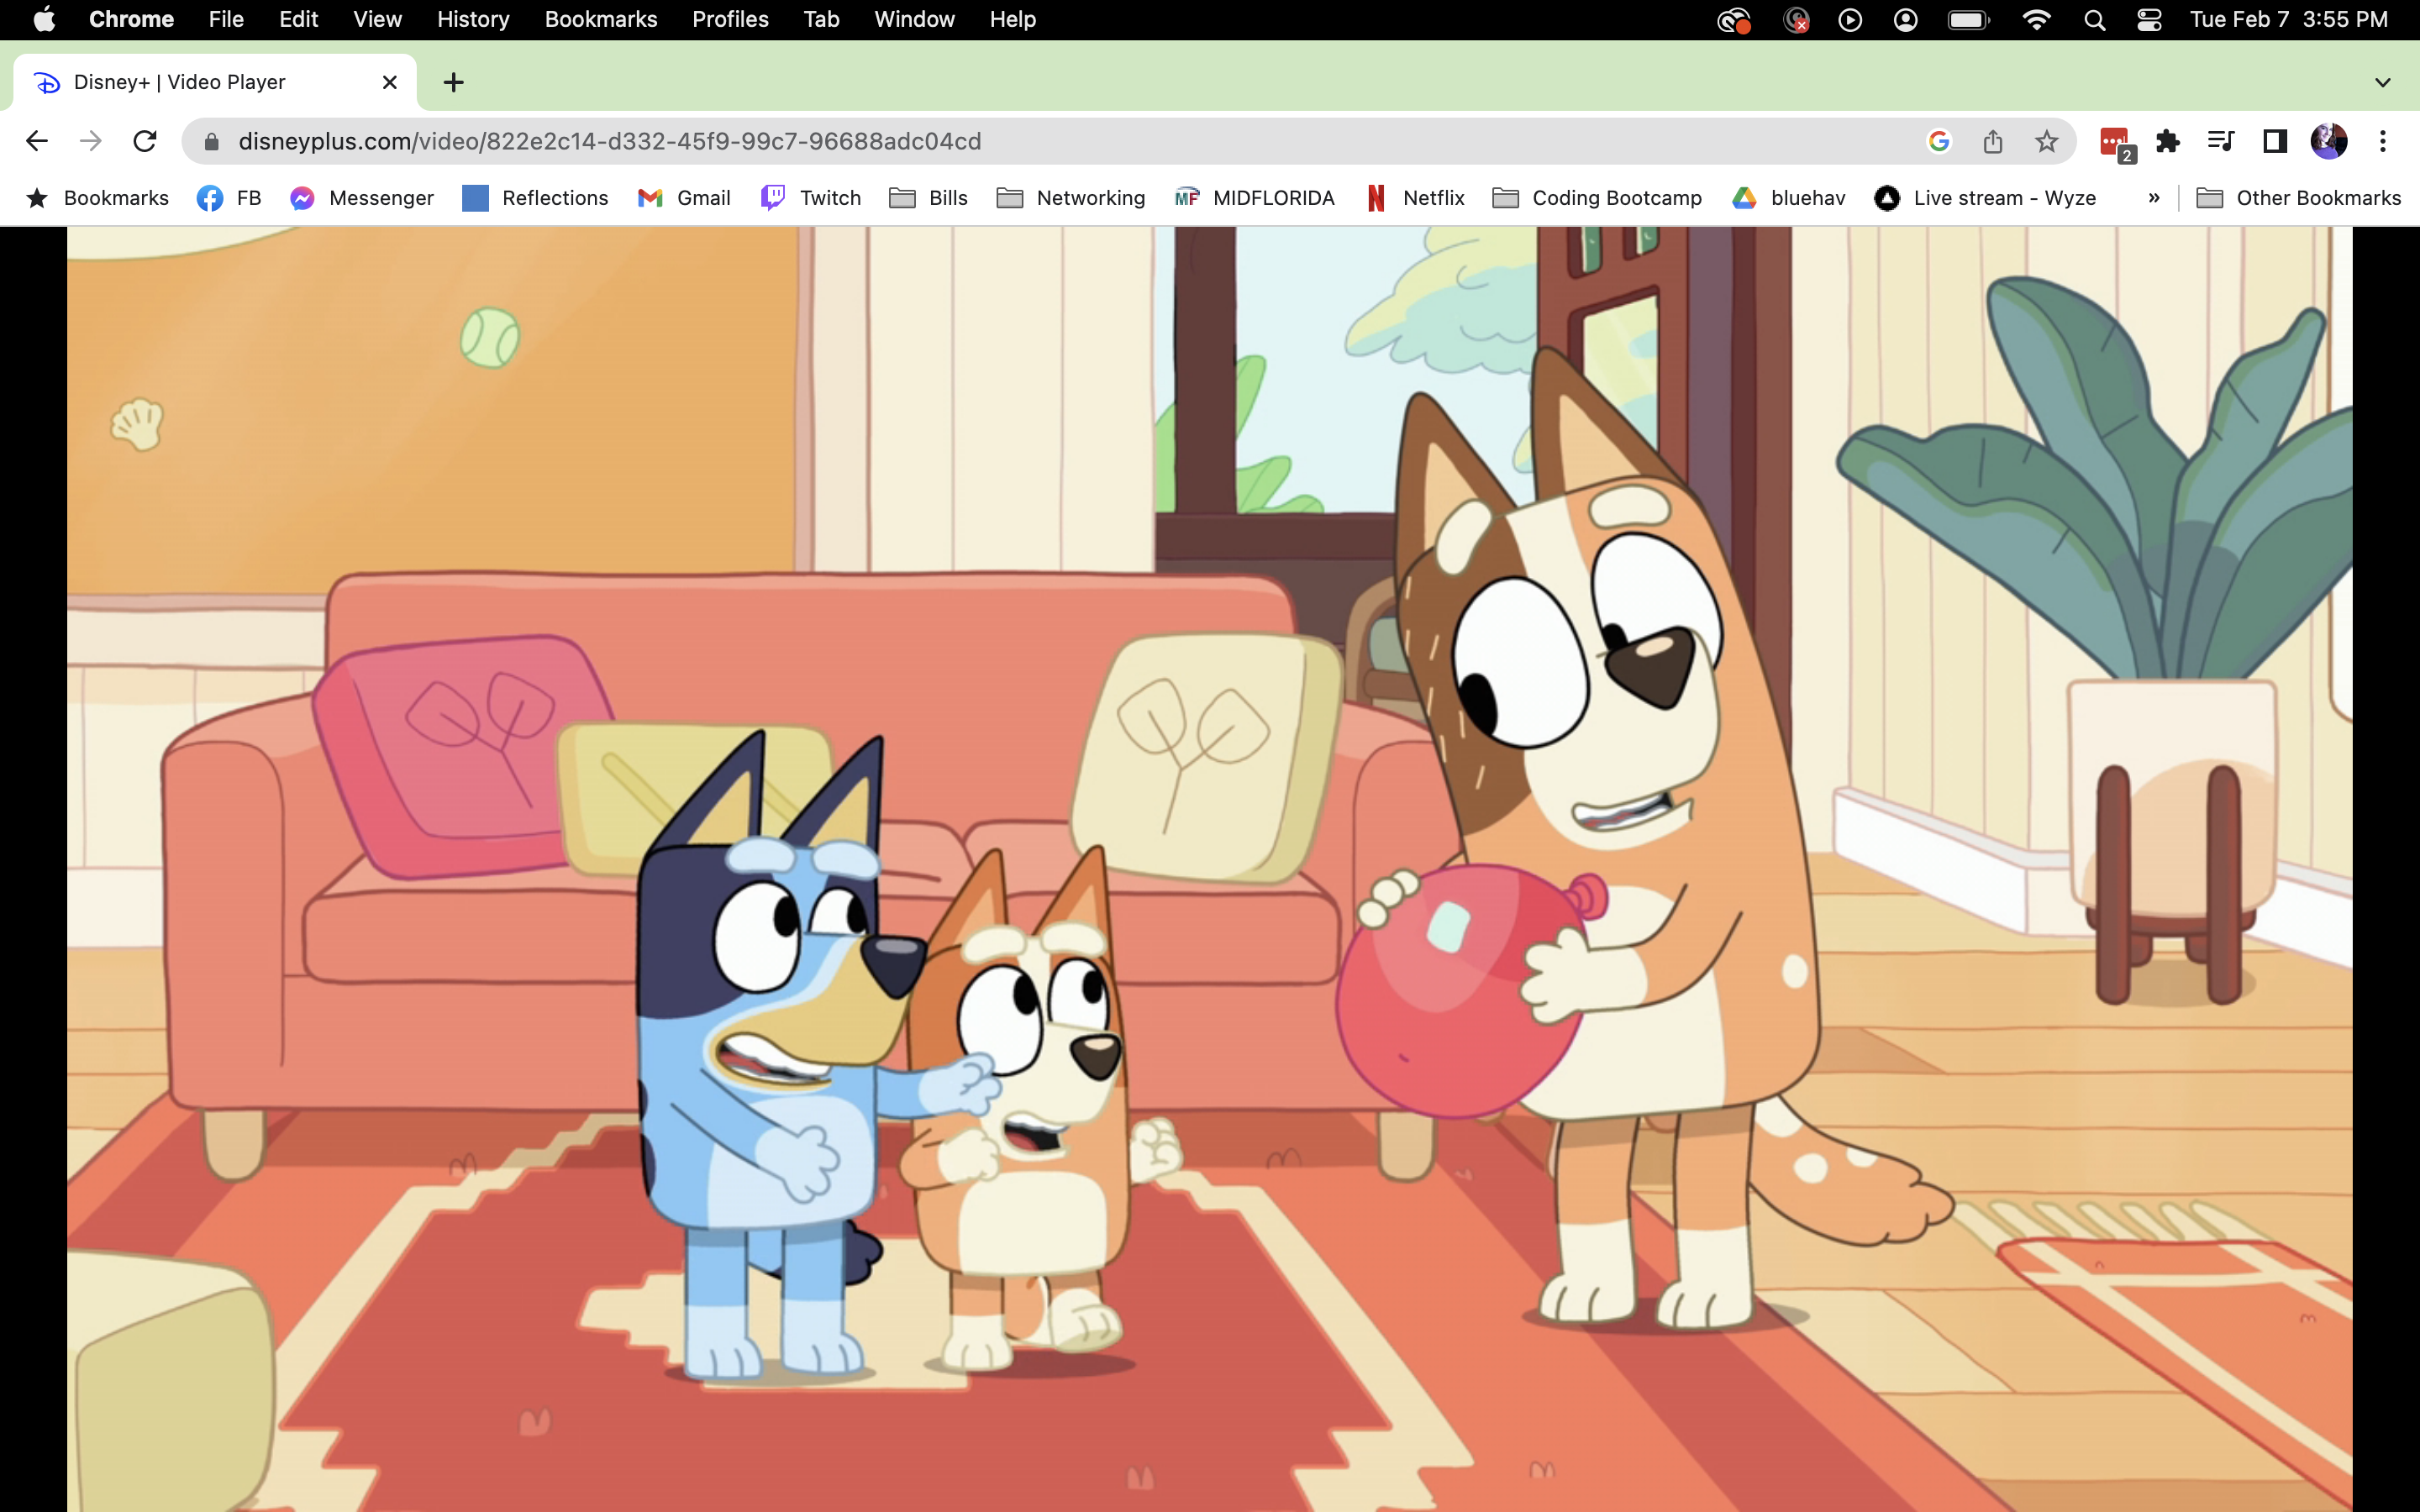 Chrome File Edit View History Bookmarks Profiles Tab Window Help Tue Feb 7 3:55 PM
Disney+ | Video Player
disneyplus.com/video/822e2c14-d332-45f9-99c7-96688adc04cd 2
Bookmarks FB Messenger Reflections Gmail Twitch Bills Networking MF MIDFLORIDA Netflix Coding Bootcamp bluehav Live stream - Wyze » Other Bookmarks